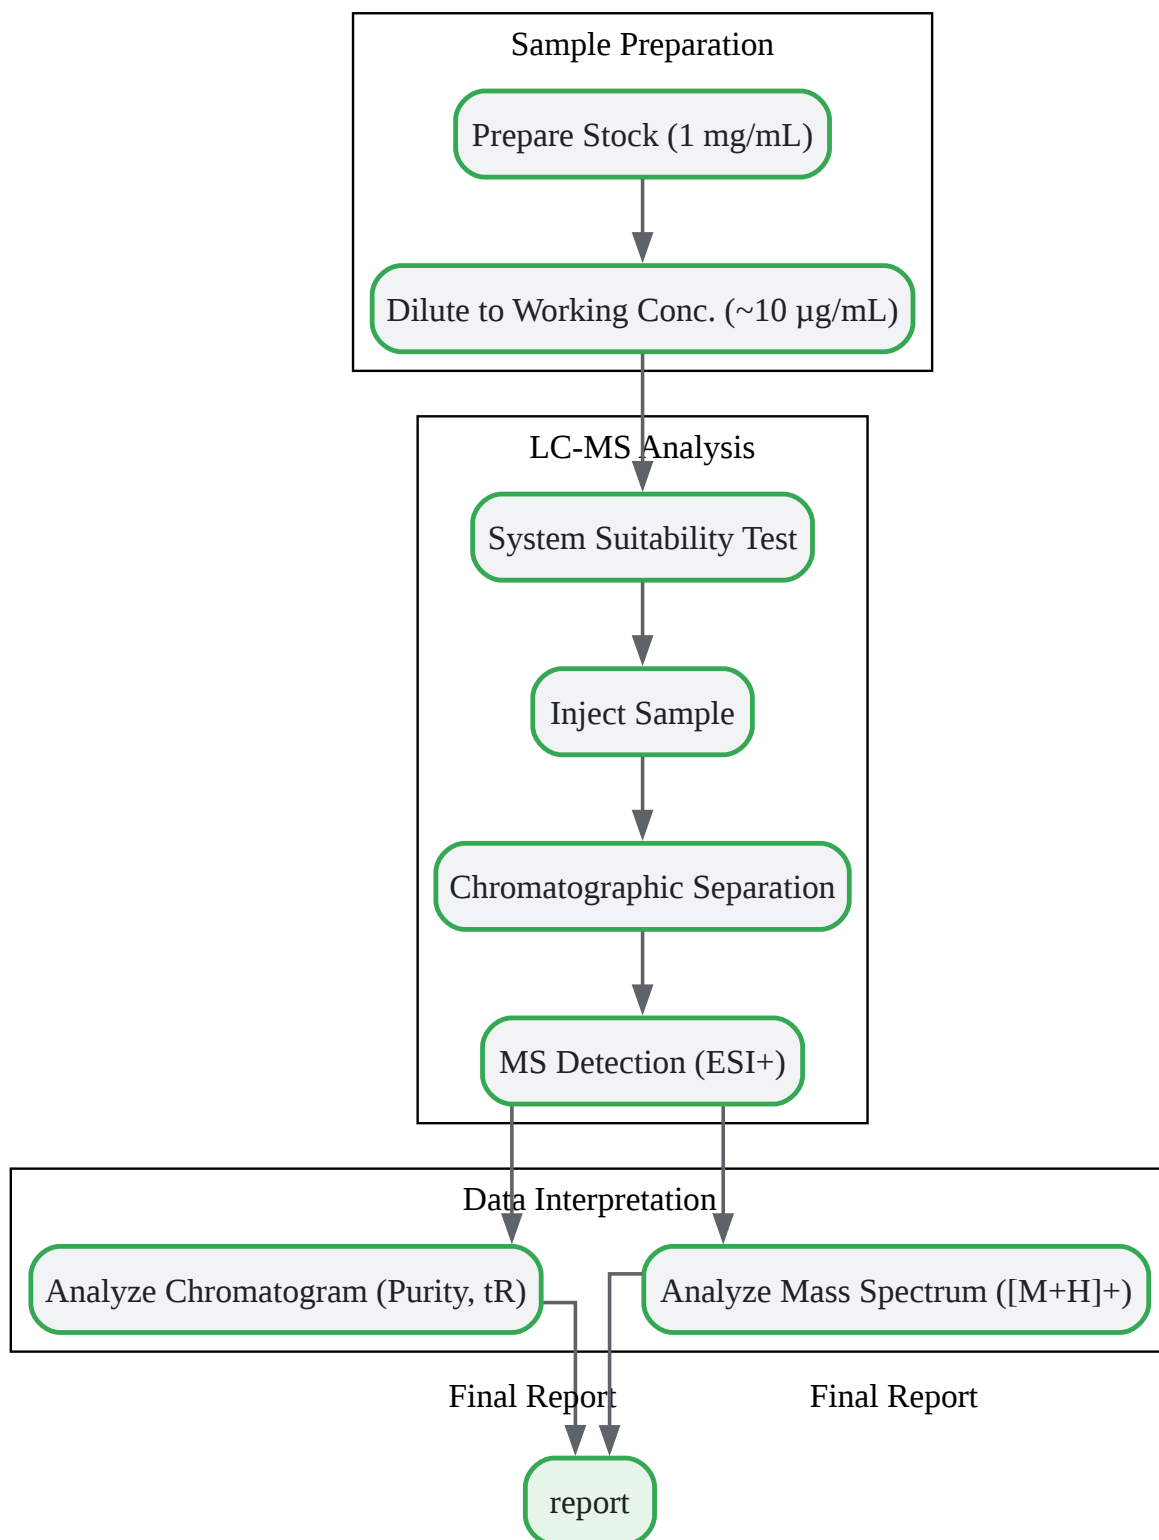 Sample Preparation
Prepare Stock (1 mg/mL)
Dilute to Working Conc. (~10 µg/mL)
LC-MS Analysis
System Suitability Test
Inject Sample
Chromatographic Separation
MS Detection (ESI+)
Data Interpretation
Analyze Chromatogram (Purity, tR)
Analyze Mass Spectrum ([M+H]+)
Final Report
Final Report
report